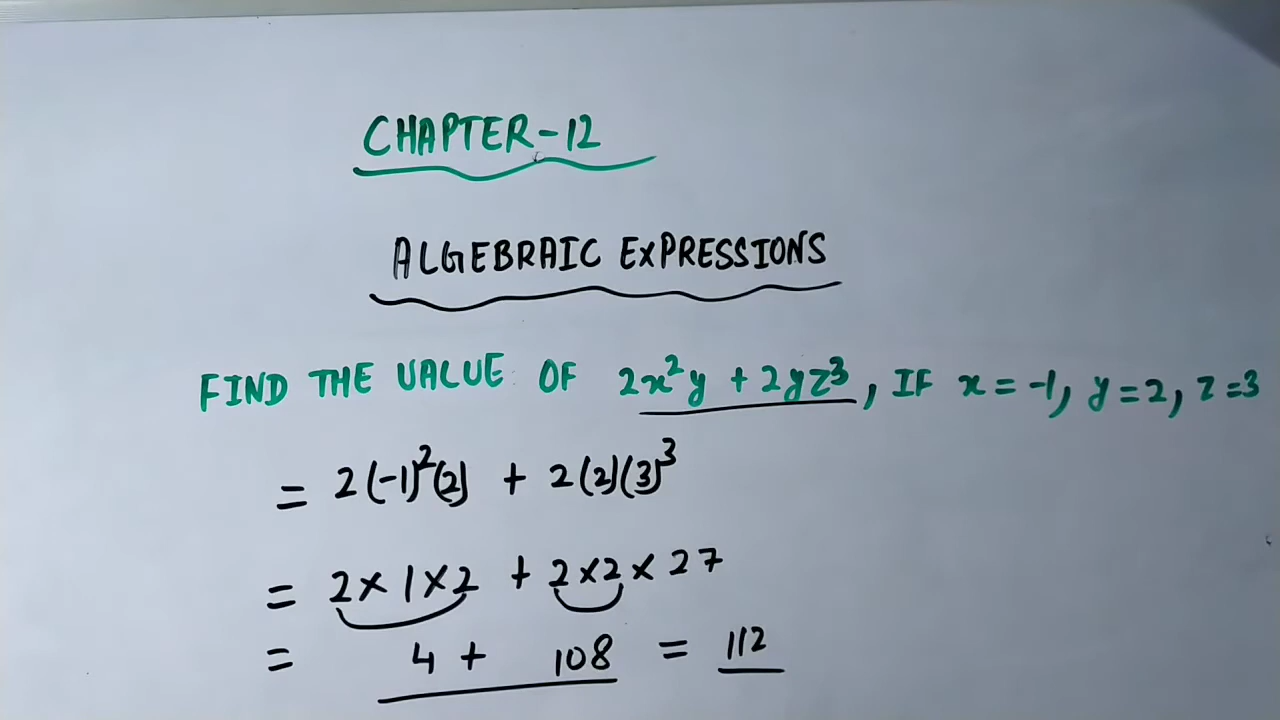 CHAPTER-12
ALGEBRAIC EXPRESSIONS
FIND THE VALUE OF 2x²y + 2yz³, IF x = -1, y = 2, z = 3
= 2(-1)²(2) + 2(2)(3)³
= 2×1×2 + 2×2×27
= 4 + 108 = 112